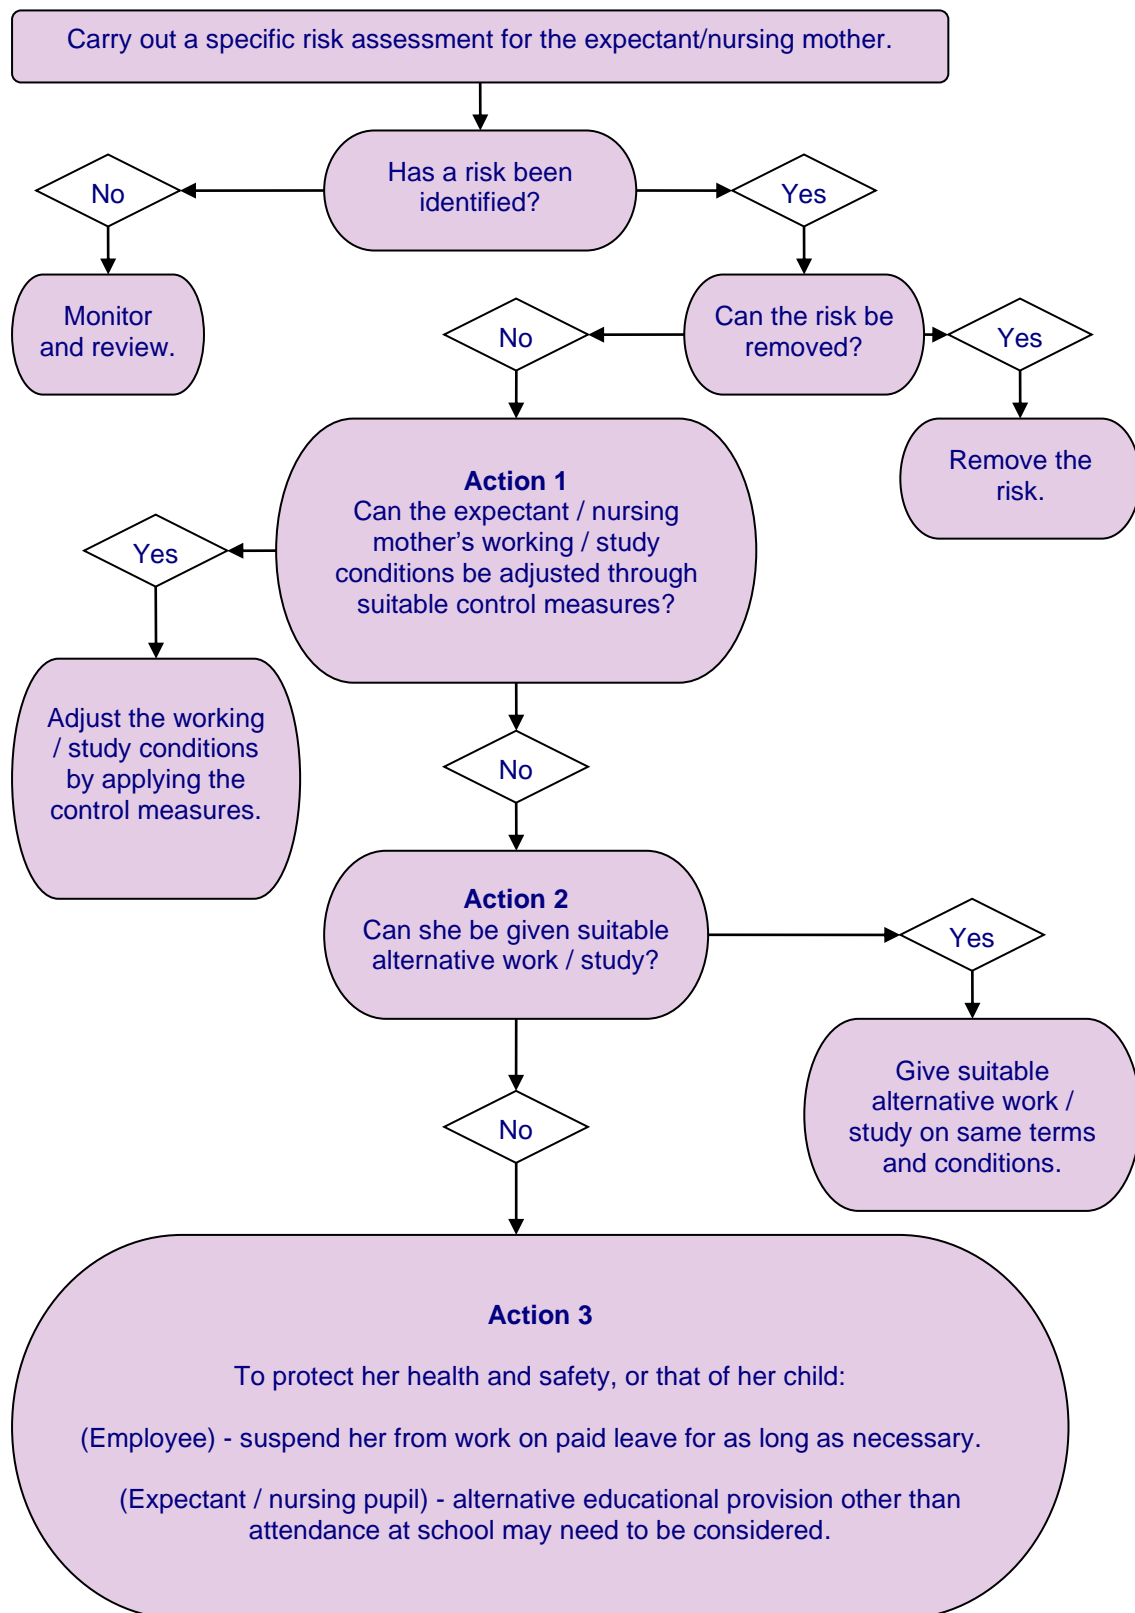 Carry out a specific risk assessment for the expectant/nursing mother.
Has a risk been
identified?
No
Yes
Monitor
and review.
Can the risk be
removed?
No
Yes
Remove the
risk.
Action 1
Can the expectant / nursing
mother’s working / study
conditions be adjusted through
suitable control measures?
Yes
Adjust the working
/ study conditions
by applying the
control measures.
No
Action 2
Can she be given suitable
alternative work / study?
Yes
Give suitable
alternative work /
study on same terms
and conditions.
No
Action 3
To protect her health and safety, or that of her child:
(Employee) - suspend her from work on paid leave for as long as necessary.
(Expectant / nursing pupil) - alternative educational provision other than
attendance at school may need to be considered.